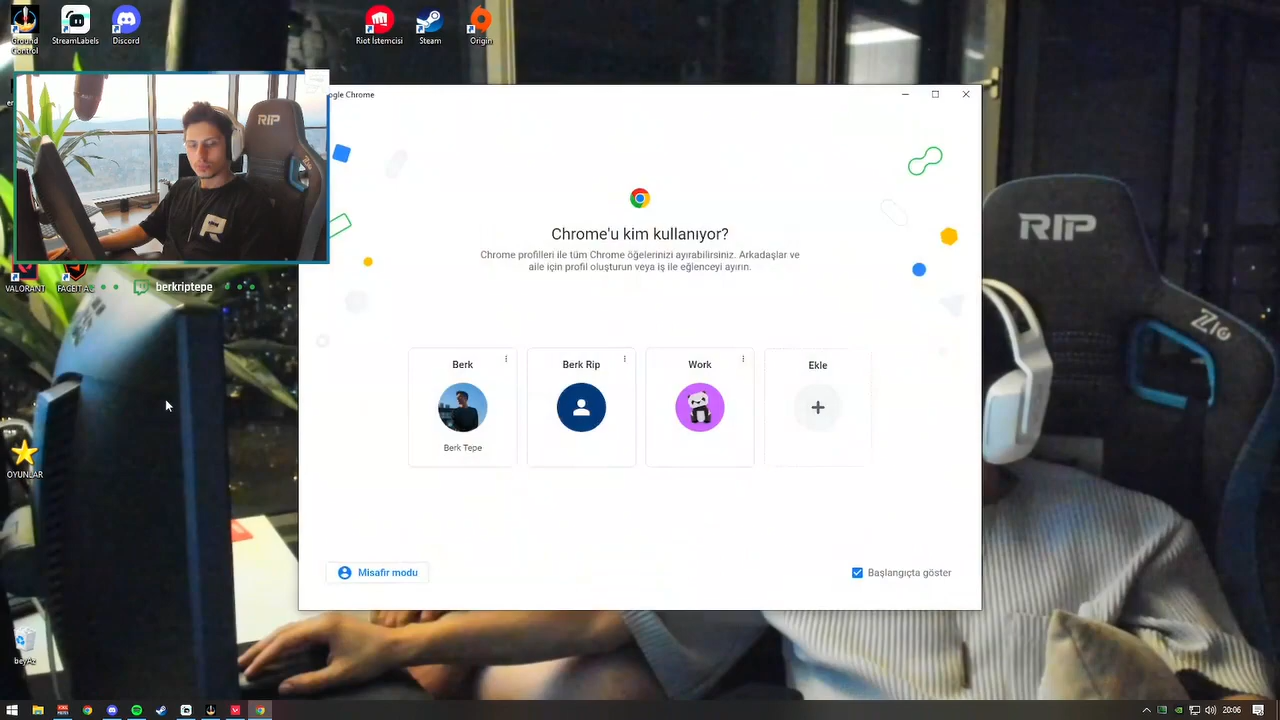 Ground
Control
StreamLabels
Discord
Riot İstemcisi
Steam
Origin
ogle Chrome
RIP
Chrome'u kim kullanıyor?
Chrome profilleri ile tüm Chrome öğelerinizi ayırabilirsiniz. Arkadaşlar ve
aile için profil oluşturun veya iş ile eğlenceyi ayırın.
RIP
VALORANT
FACEIT AC
berkriptepe
Berk
Berk Rip
Work
Ekle
Berk Tepe
OYUNLAR
Misafir modu
Başlangıçta göster
beyAz
20:06